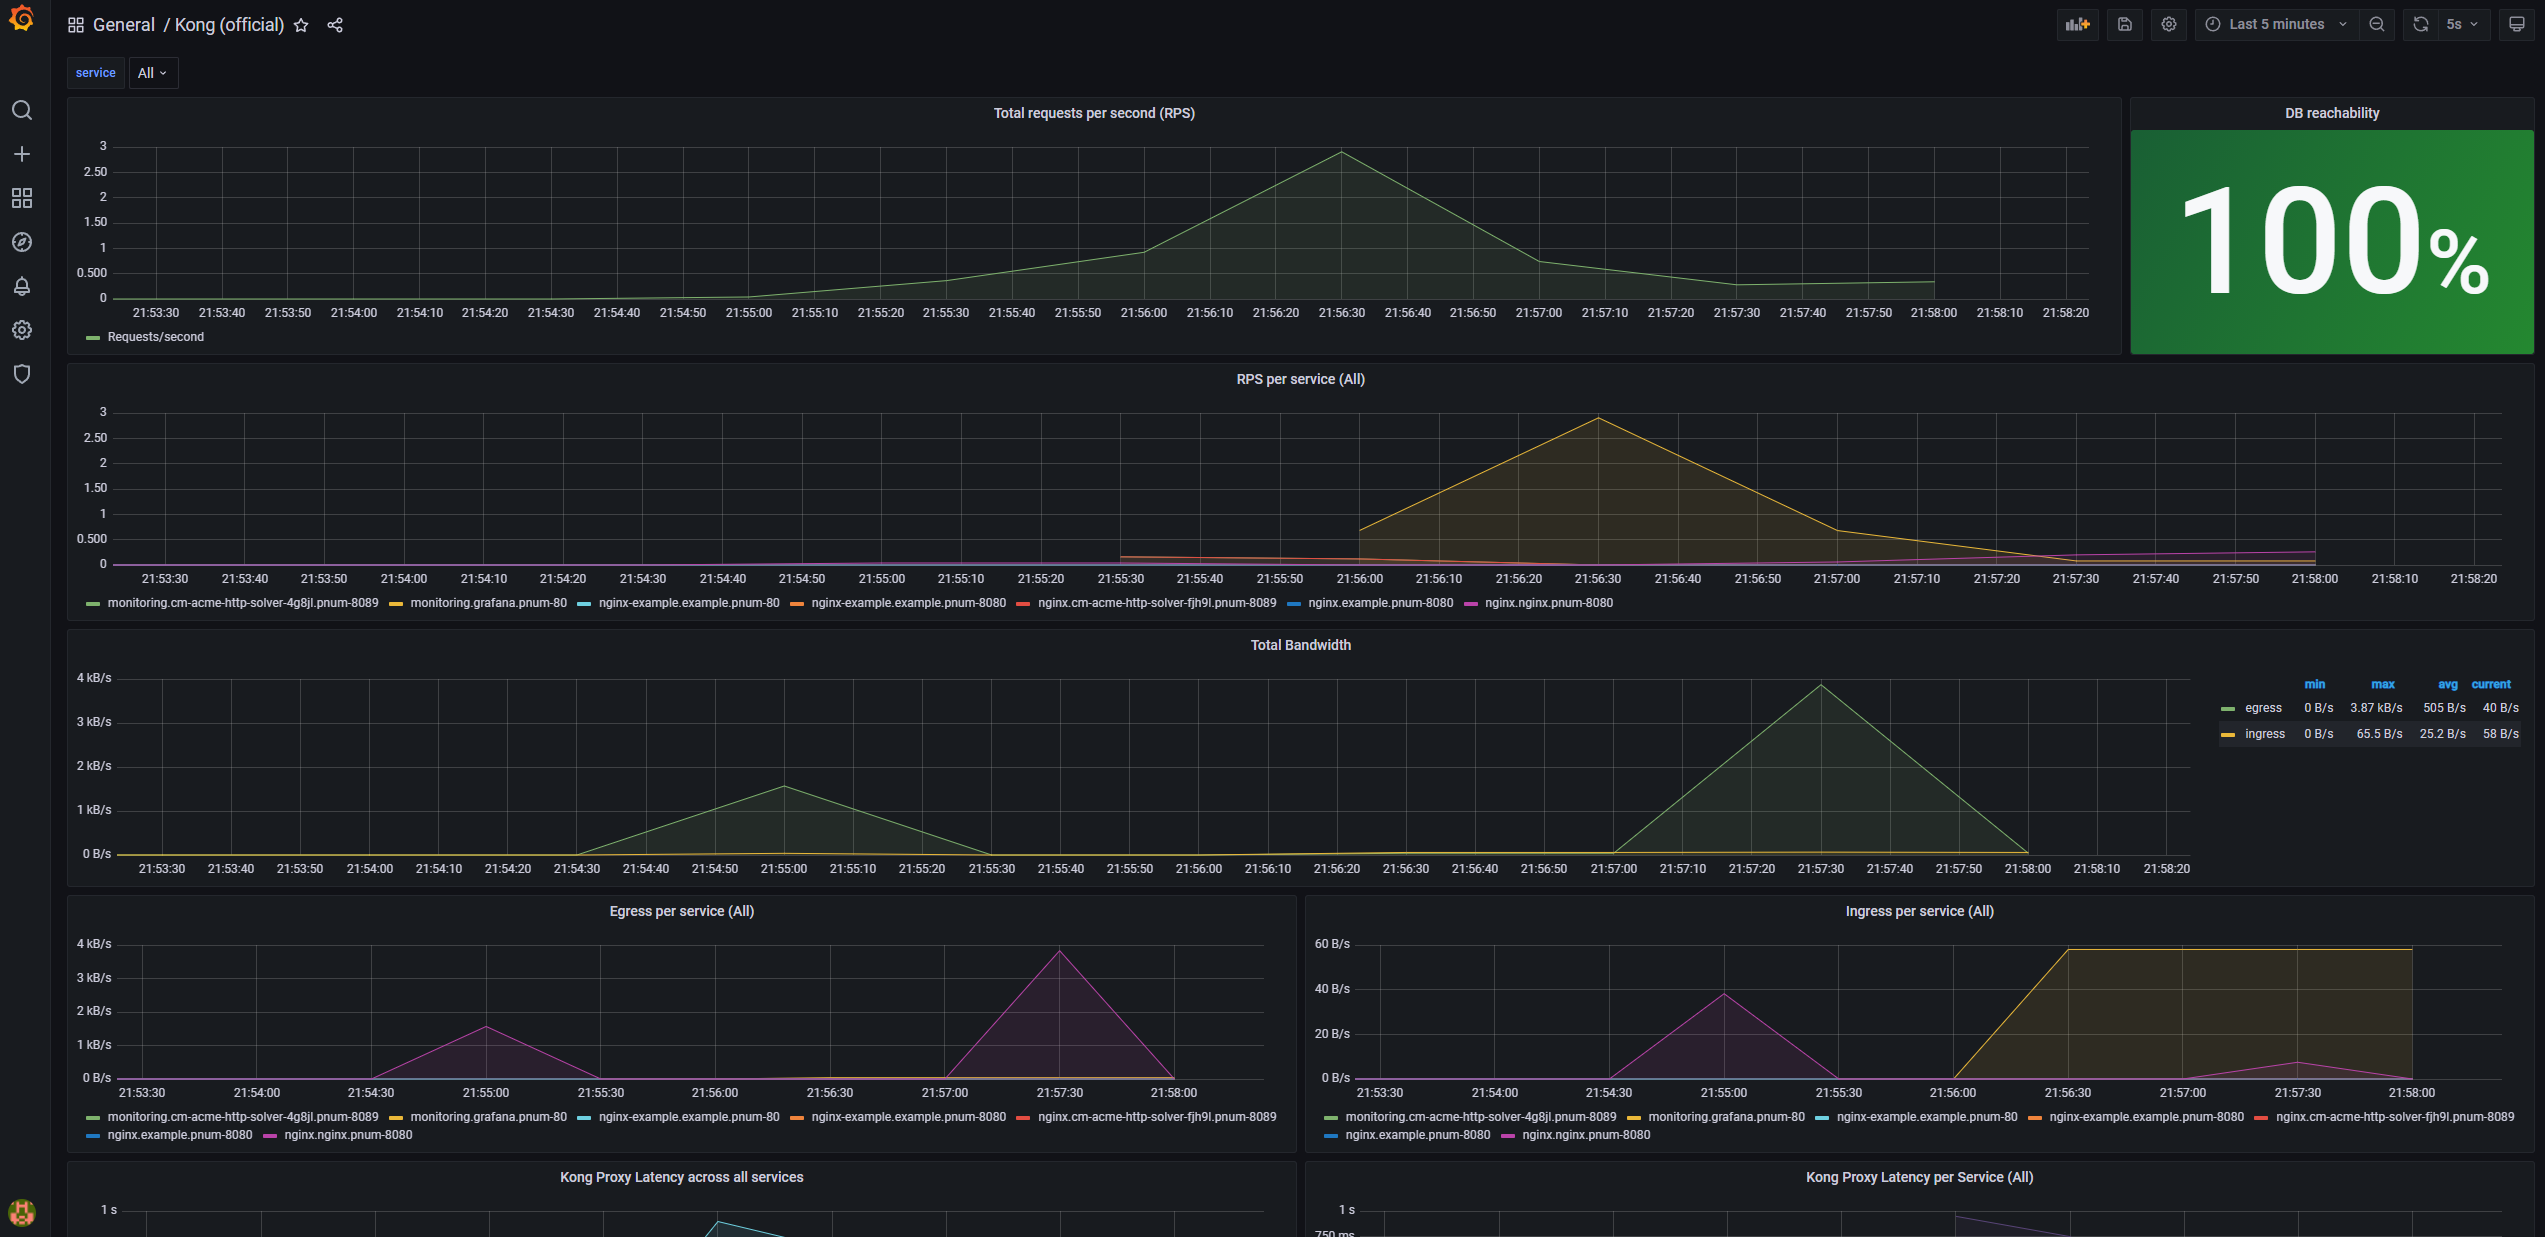 General / Kong (official)
Last 5 minutes
5s
service
All
Total requests per second (RPS)
3
2.50
2
1.50
1
0.500
0
21:53:30 21:53:40 21:53:50 21:54:00 21:54:10 21:54:20 21:54:30 21:54:40 21:54:50 21:55:00 21:55:10 21:55:20 21:55:30 21:55:40 21:55:50 21:56:00 21:56:10 21:56:20 21:56:30 21:56:40 21:56:50 21:57:00 21:57:10 21:57:20 21:57:30 21:57:40 21:57:50 21:58:00 21:58:10 21:58:20
Requests/second
DB reachability
100%
RPS per service (All)
3
2.50
2
1.50
1
0.500
0
21:53:30 21:53:40 21:53:50 21:54:00 21:54:10 21:54:20 21:54:30 21:54:40 21:54:50 21:55:00 21:55:10 21:55:20 21:55:30 21:55:40 21:55:50 21:56:00 21:56:10 21:56:20 21:56:30 21:56:40 21:56:50 21:57:00 21:57:10 21:57:20 21:57:30 21:57:40 21:57:50 21:58:00 21:58:10 21:58:20
monitoring.cm-acme-http-solver-4g8jl.pnum-8089 monitoring.grafana.pnum-80 nginx-example.example.pnum-80 nginx-example.example.pnum-8080 nginx.cm-acme-http-solver-fjh9l.pnum-8089 nginx.example.pnum-8080 nginx.nginx.pnum-8080
Total Bandwidth
4 kB/s
3 kB/s
2 kB/s
1 kB/s
0 B/s
21:53:30 21:53:40 21:53:50 21:54:00 21:54:10 21:54:20 21:54:30 21:54:40 21:54:50 21:55:00 21:55:10 21:55:20 21:55:30 21:55:40 21:55:50 21:56:00 21:56:10 21:56:20 21:56:30 21:56:40 21:56:50 21:57:00 21:57:10 21:57:20 21:57:30 21:57:40 21:57:50 21:58:00 21:58:10 21:58:20
min max avg current
egress 0 B/s 3.87 kB/s 505 B/s 40 B/s
ingress 0 B/s 65.5 B/s 25.2 B/s 58 B/s
Egress per service (All)
4 kB/s
3 kB/s
2 kB/s
1 kB/s
0 B/s
21:53:30 21:54:00 21:54:30 21:55:00 21:55:30 21:56:00 21:56:30 21:57:00 21:57:30 21:58:00
monitoring.cm-acme-http-solver-4g8jl.pnum-8089 monitoring.grafana.pnum-80 nginx-example.example.pnum-80 nginx-example.example.pnum-8080 nginx.cm-acme-http-solver-fjh9l.pnum-8089
nginx.example.pnum-8080 nginx.nginx.pnum-8080
Ingress per service (All)
60 B/s
40 B/s
20 B/s
0 B/s
21:53:30 21:54:00 21:54:30 21:55:00 21:55:30 21:56:00 21:56:30 21:57:00 21:57:30 21:58:00
monitoring.cm-acme-http-solver-4g8jl.pnum-8089 monitoring.grafana.pnum-80 nginx-example.example.pnum-80 nginx-example.example.pnum-8080 nginx.cm-acme-http-solver-fjh9l.pnum-8089
nginx.example.pnum-8080 nginx.nginx.pnum-8080
Kong Proxy Latency across all services
1 s
Kong Proxy Latency per Service (All)
1 s
750 ms